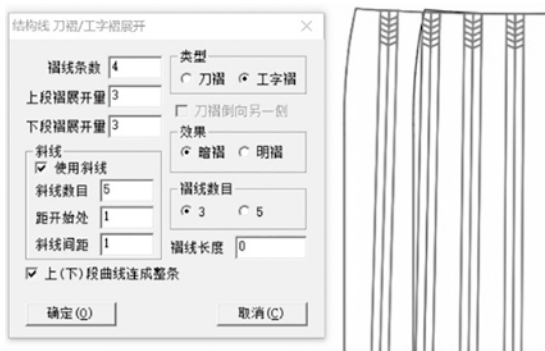 结构线 刀褶/工字褶展开
褶线条数 4
上段褶展开量 3
下段褶展开量 3
斜线
使用斜线
斜线数目 5
距开始处 1
斜线间距 1
上(下)段曲线连成整条
确定(O)
类型
刀褶 工字褶
刀褶倒向另一侧
效果
暗褶 明褶
褶线数目
3 5
褶线长度 0
取消(C)